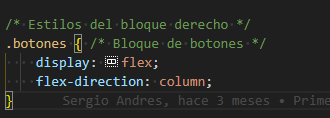 /* Estilos del bloque derecho */
.botones { /* Bloque de botones */
display: flex;
flex-direction: column;
}
Sergio Andres, hace 3 meses • Prime